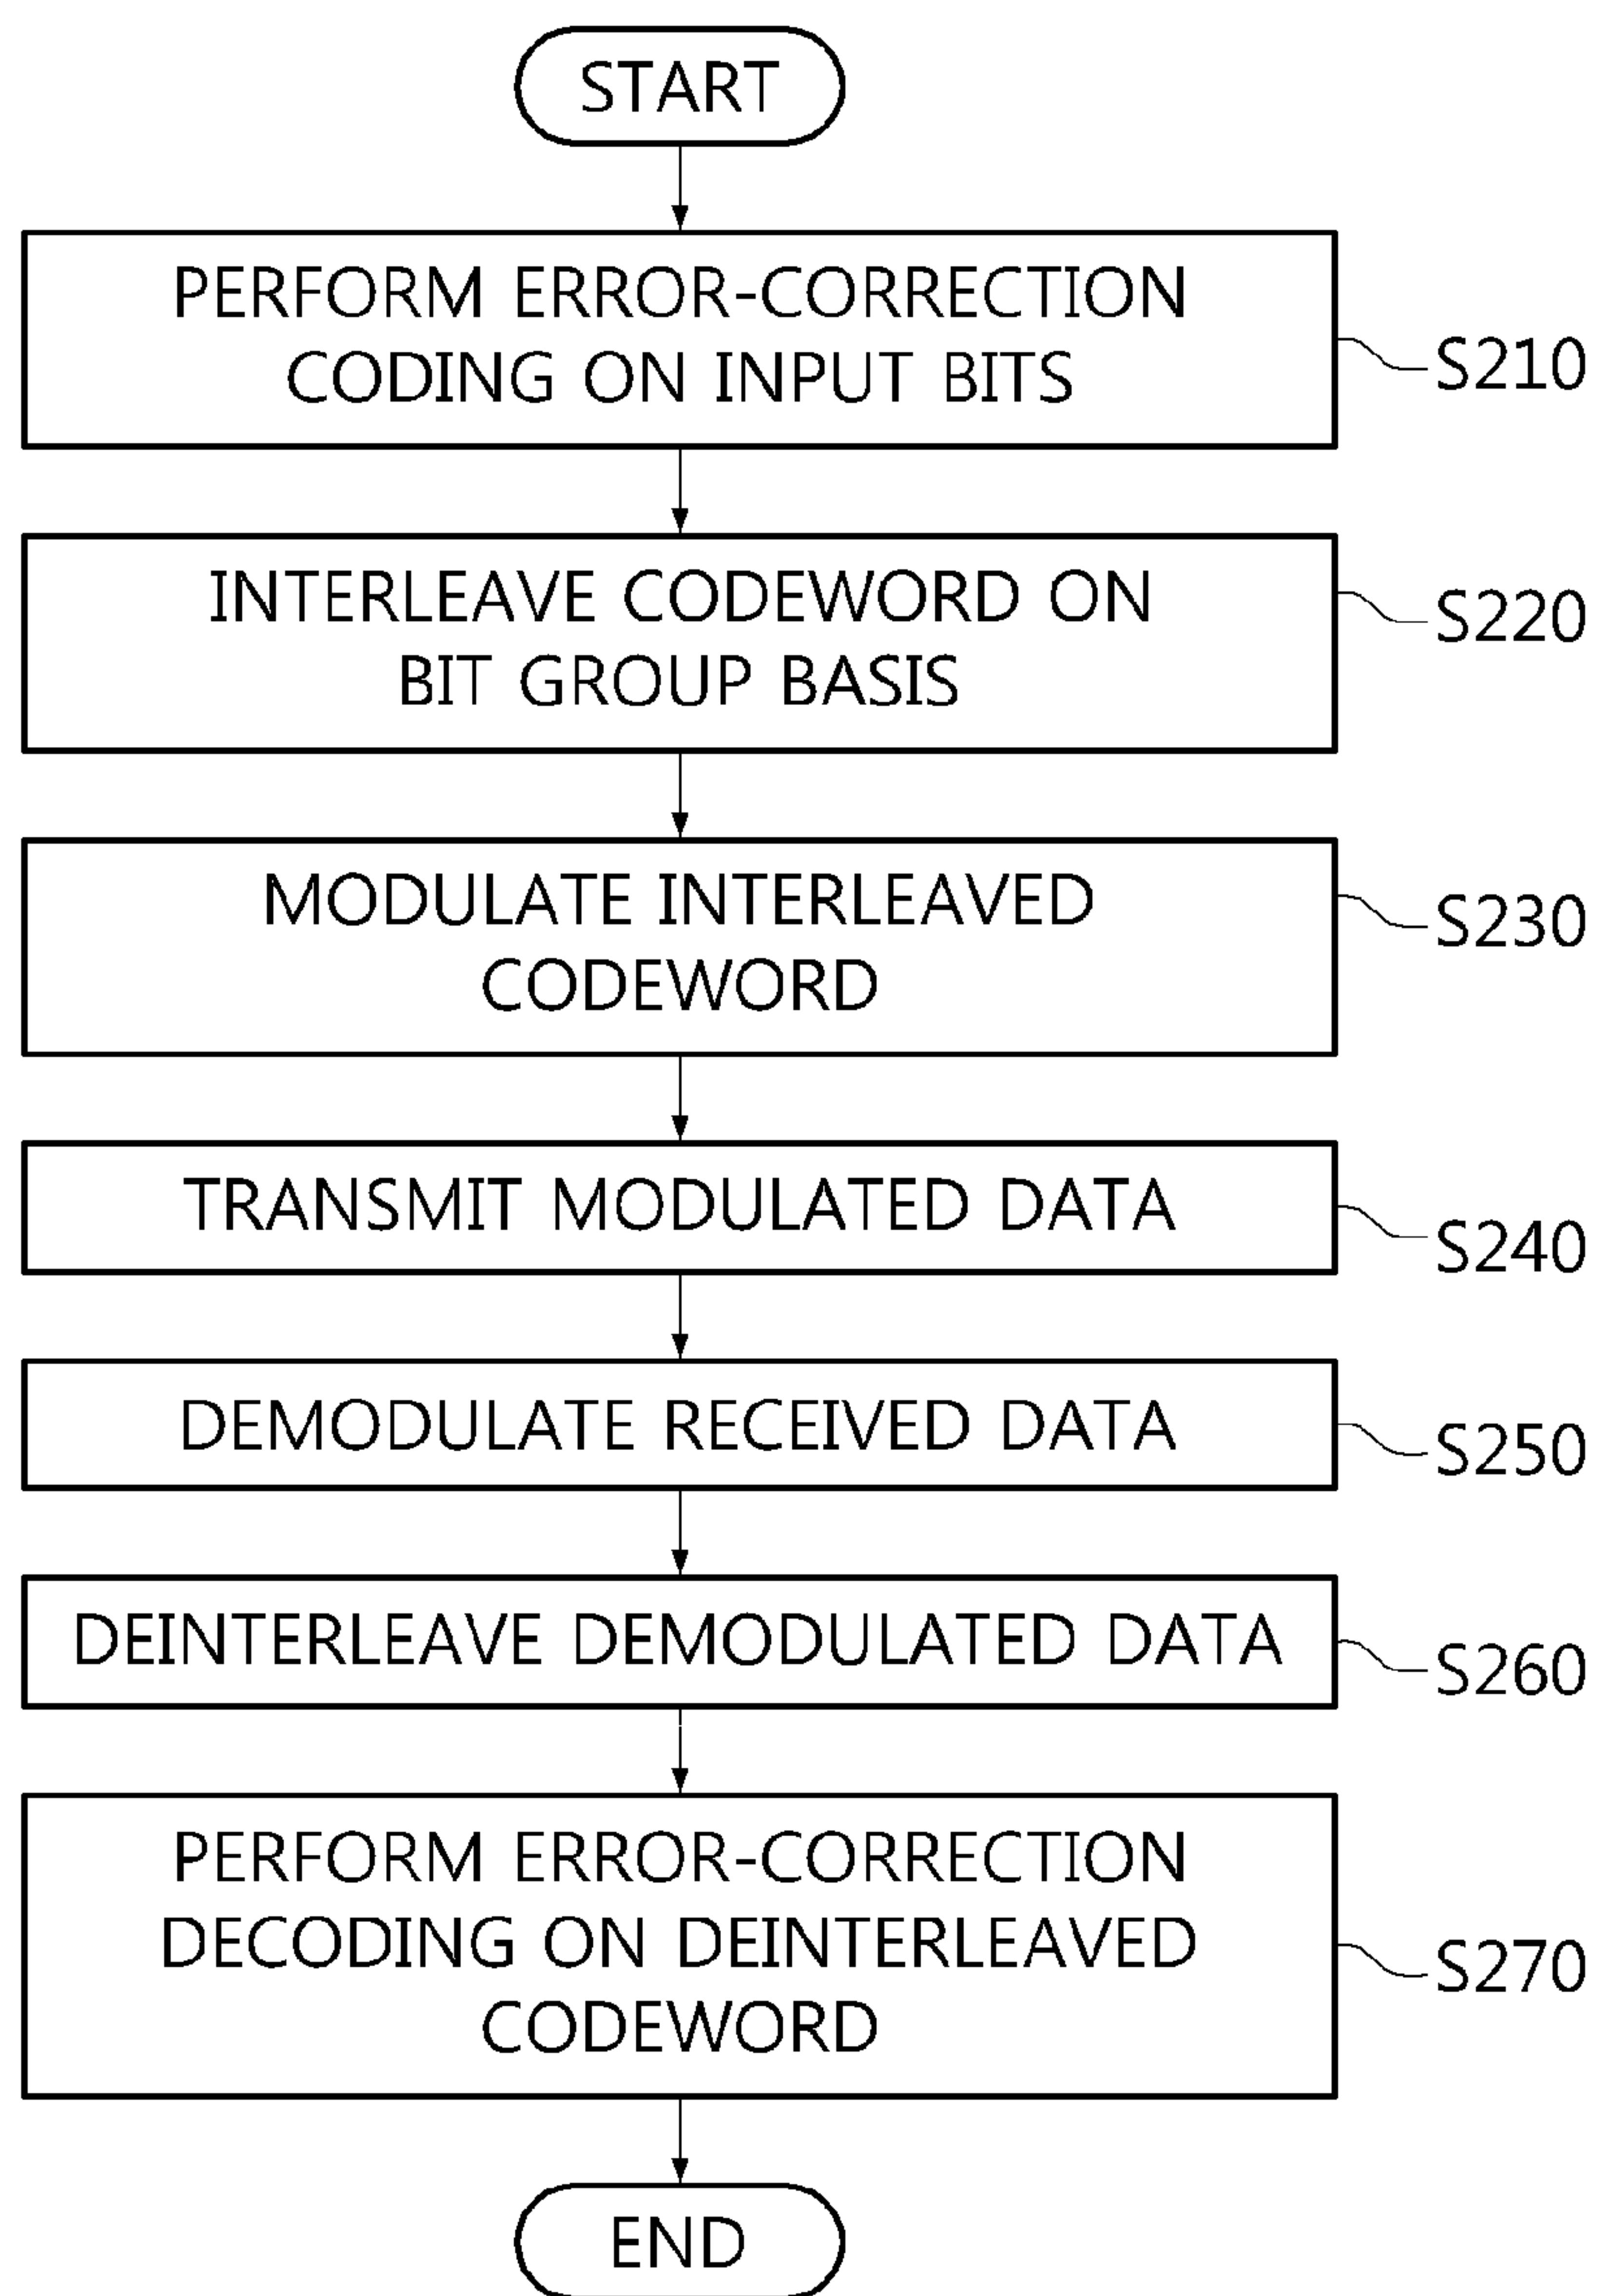 START
PERFORM ERROR-CORRECTION
CODING ON INPUT BITS
S210
INTERLEAVE CODEWORD ON
BIT GROUP BASIS
S220
MODULATE INTERLEAVED
CODEWORD
S230
TRANSMIT MODULATED DATA
S240
DEMODULATE RECEIVED DATA
S250
DEINTERLEAVE DEMODULATED DATA
S260
PERFORM ERROR-CORRECTION
DECODING ON DEINTERLEAVED
CODEWORD
S270
END